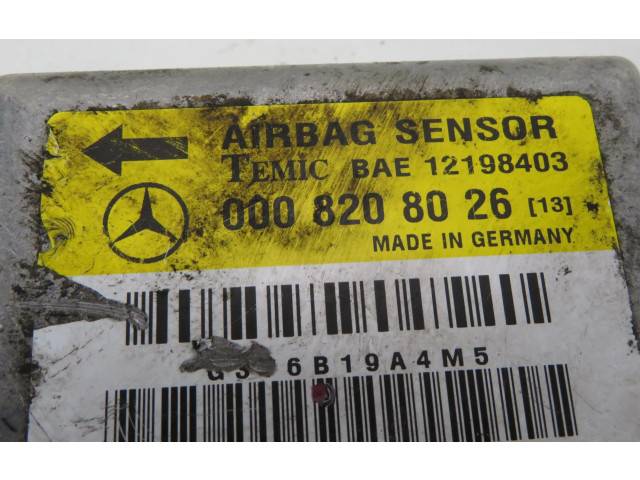 AIRBAG SENSOR
TEMIC BAE 12198403
000 820 80 26 [13]
MADE IN GERMANY
6B19A4M5